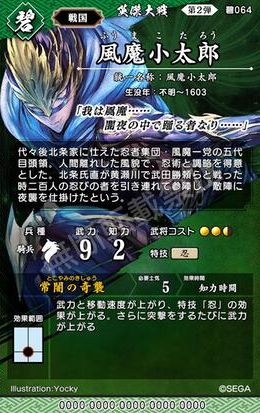 碧
戦国
英傑大戦
第2弾
碧064
ふうまこたろう
風魔小太郎
統一名称：風魔小太郎
生没年：不明～1603
「我は風魔……
闇夜の中で踊る者なり……」
代々後北条家に仕えた忍者集団・風魔一党の五代
目頭領。人間離れした風貌で、忍術と調略を得意
とした。北条氏直が黄瀬川で武田勝頼らと戦った
時二百人の忍びの者を引き連れて参陣し、敵陣に
夜襲を仕掛けたという。
兵種 武力 知力 武将コスト
騎兵 9 2 特技 忍
とこやみのきしゅう
常闇の奇襲
必要士気 5
効果時間 知力時間
効果範囲
武力と移動速度が上がり、特技「忍」の効
果が上がる。さらに突撃をするたびに武力
が上がる
Illustration:Yocky
©SEGA
0000-0000-0000-0000-0000